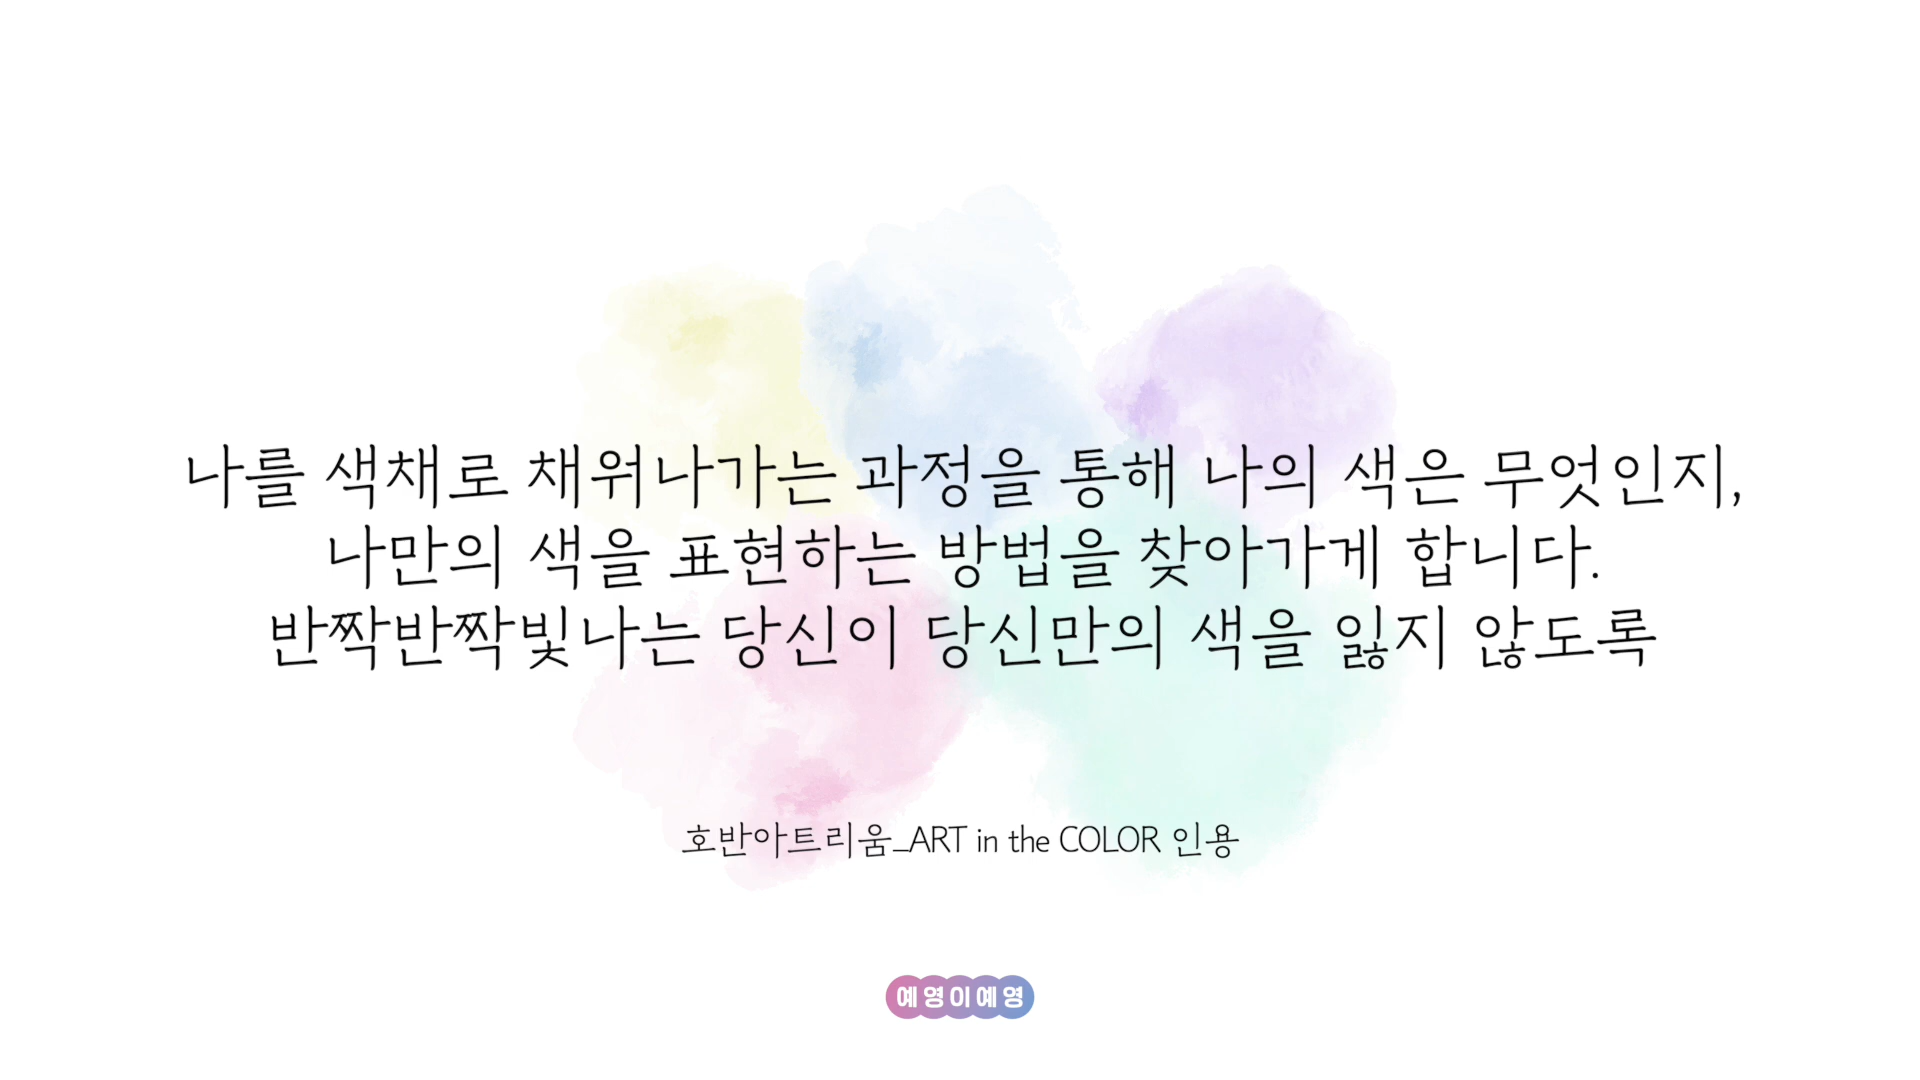 나를 색채로 채워나가는 과정을 통해 나의 색은 무엇인지,
나만의 색을 표현하는 방법을 찾아가게 합니다.
반짝반짝빛나는 당신이 당신만의 색을 잃지 않도록
호반아트리움_ART in the COLOR 인용
예영이예영